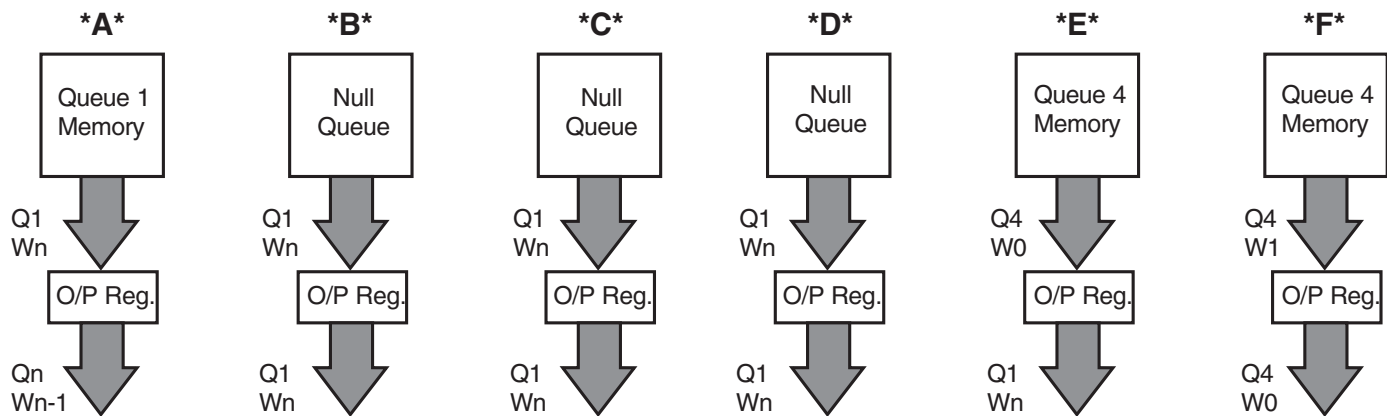 *A*
*B*
*C*
*D*
*E*
*F*
Queue 1
Memory
Null
Queue
Null
Queue
Null
Queue
Queue 4
Memory
Queue 4
Memory
Q1
Wn
Q1
Wn
Q1
Wn
Q1
Wn
Q4
W0
Q4
W1
O/P Reg.
O/P Reg.
O/P Reg.
O/P Reg.
O/P Reg.
O/P Reg.
Qn
Wn-1
Q1
Wn
Q1
Wn
Q1
Wn
Q1
Wn
Q4
W0